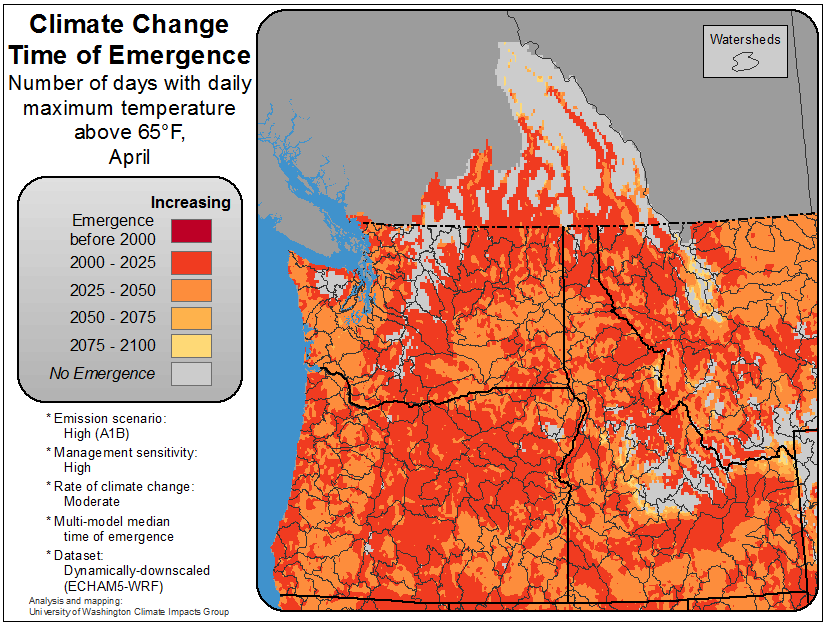 Climate Change
Time of Emergence
Number of days with daily
maximum temperature
above 65°F,
April
Increasing
Emergence
before 2000
2000 - 2025
2025 - 2050
2050 - 2075
2075 - 2100
No Emergence
* Emission scenario:
High (A1B)
* Management sensitivity:
High
* Rate of climate change:
Moderate
* Multi-model median
time of emergence
* Dataset:
Dynamically-downscaled
(ECHAM5-WRF)
Analysis and mapping:
University of Washington Climate Impacts Group
Watersheds